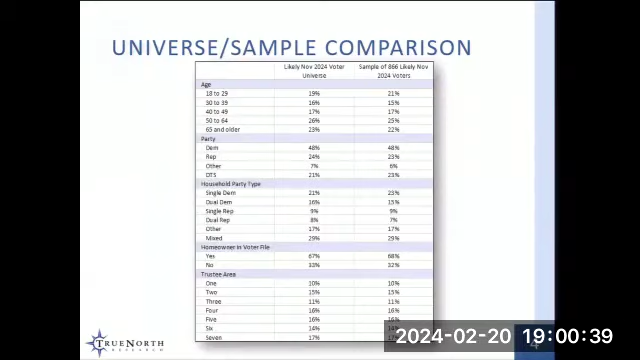 UNIVERSE/SAMPLE COMPARISON
Likely Nov 2024 Voter Universe Sample of 866 Likely Nov 2024 Voters
Age
18 to 29 19% 21%
30 to 39 16% 15%
40 to 49 17% 17%
50 to 64 26% 25%
65 and older 23% 22%
Party
Dem 48% 48%
Rep 24% 23%
Other 7% 6%
DTS 21% 23%
Household Party Type
Single Dem 21% 23%
Dual Dem 16% 15%
Single Rep 9% 9%
Dual Rep 8% 7%
Other 17% 17%
Mixed 29% 29%
Homeowner in Voter File
Yes 67% 68%
No 33% 32%
Trustee Area
One 10% 10%
Two 15% 15%
Three 11% 11%
Four 16% 16%
Five 16% 16%
Six 14%
Seven 17%
TRUENORTH
RESEARCH
2024-02-20 19:00:39